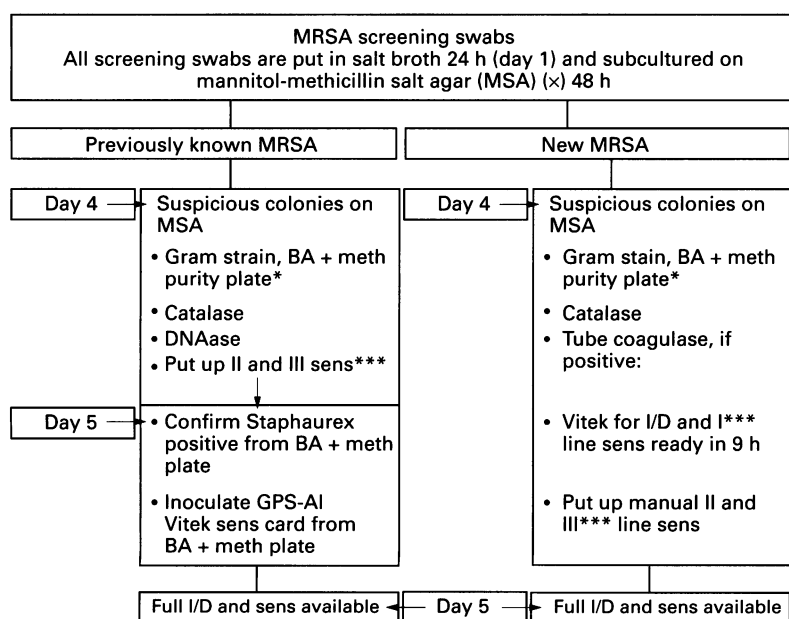 MRSA screening swabs
All screening swabs are put in salt broth 24 h (day 1) and subcultured on
mannitol-methicillin salt agar (MSA) (×) 48 h
Previously known MRSA
New MRSA
Day 4
Suspicious colonies on
MSA
• Gram strain, BA + meth
purity plate*
• Catalase
• DNAase
• Put up II and III sens***
Day 5
• Confirm Staphaurex
positive from BA + meth
plate
• Inoculate GPS-AI
Vitek sens card from
BA + meth plate
Day 4
Suspicious colonies on
MSA
• Gram stain, BA + meth
purity plate*
• Catalase
• Tube coagulase, if
positive:
• Vitek for I/D and I***
line sens ready in 9 h
• Put up manual II and
III*** line sens
Full I/D and sens available
Day 5
Full I/D and sens available